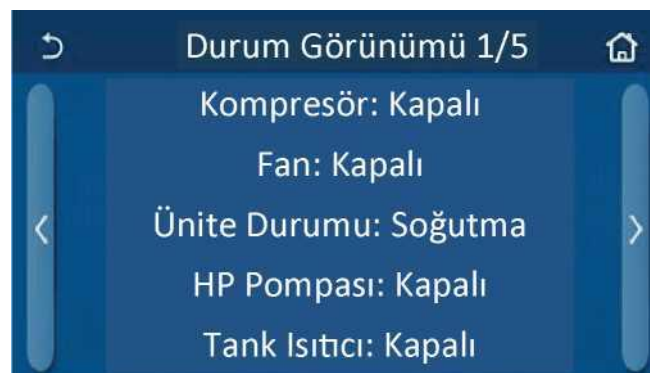 Durum Görünümü 1/5
Kompresör: Kapalı
Fan: Kapalı
Ünite Durumu: Soğutma
HP Pompası: Kapalı
Tank Isıtıcı: Kapalı